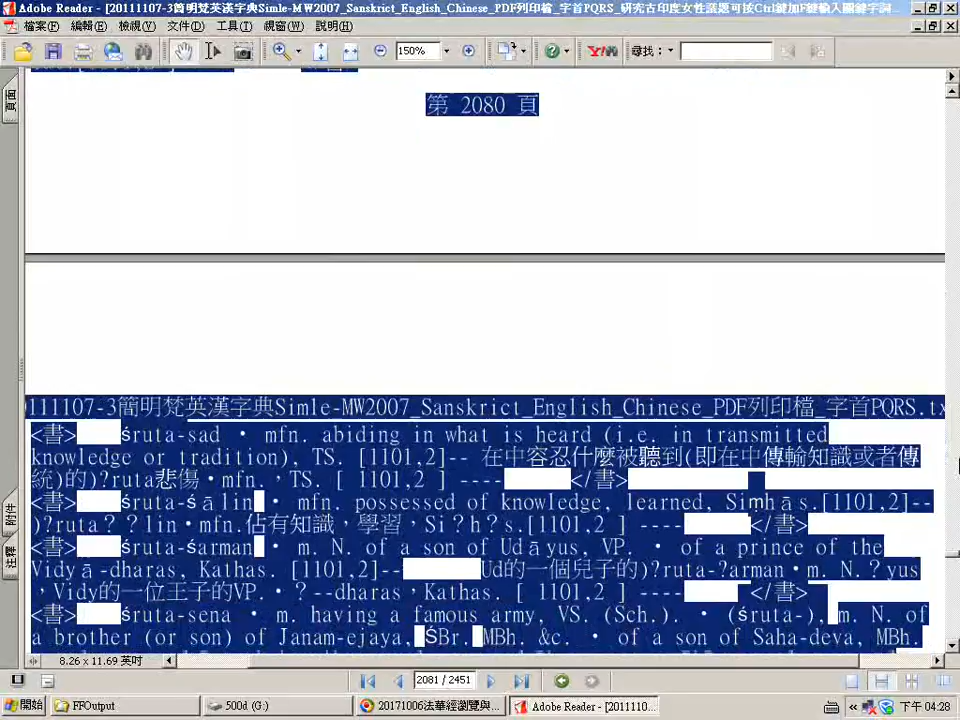 Adobe Reader - [20111107-3簡明梵英漢字典Simle-MW2007_Sanskrict_English_Chinese_PDF列印檔_字首PQRS_研究古印度女性議題可按Ctrl鍵加F鍵輸入關鍵字詞
檔案(F) 編輯(E) 檢視(V) 文件(D) 工具(T) 視窗(W) 說明(H)
150% Y! 尋找:
頁面
第 2080 頁
111107-3簡明梵英漢字典Simle-MW2007_Sanskrict_English_Chinese_PDF列印檔_字首PQRS.tx
<書> śruta-sad • mfn. abiding in what is heard (i.e. in transmitted
knowledge or tradition), TS. [1101,2]-- 在中容忍什麼被聽到(即在中傳輸知識或者傳
統)的)?ruta悲傷•mfn.，TS. [ 1101,2 ] ---- </書>
<書> śruta-śālin • mfn. possessed of knowledge, learned, Simhās.[1101,2]--
)?ruta？？lin•mfn.佔有知識，學習，Si？h？s.[1101,2 ] ---- </書>
<書> śruta-śarman • m. N. of a son of Udāyus, VP. • of a prince of the
Vidyā-dharas, Kathas. [1101,2]-- Ud的一個兒子的)?ruta-?arman•m. N.？yus
，Vidy的一位王子的VP.•？--dharas，Kathas. [ 1101,2 ] ---- </書>
<書> śruta-sena • m. having a famous army, VS. (Sch.). • (śruta-), m. N. of
a brother (or son) of Janam-ejaya, ŚBr. MBh. &c. • of a son of Saha-deva, MBh.
附件
注釋
8.26 x 11.69 英吋
2081 / 2451
開始 FFOutput 500d (G:) 20171006法華經瀏覽與... Adobe Reader - [2011110... 下午 04:28